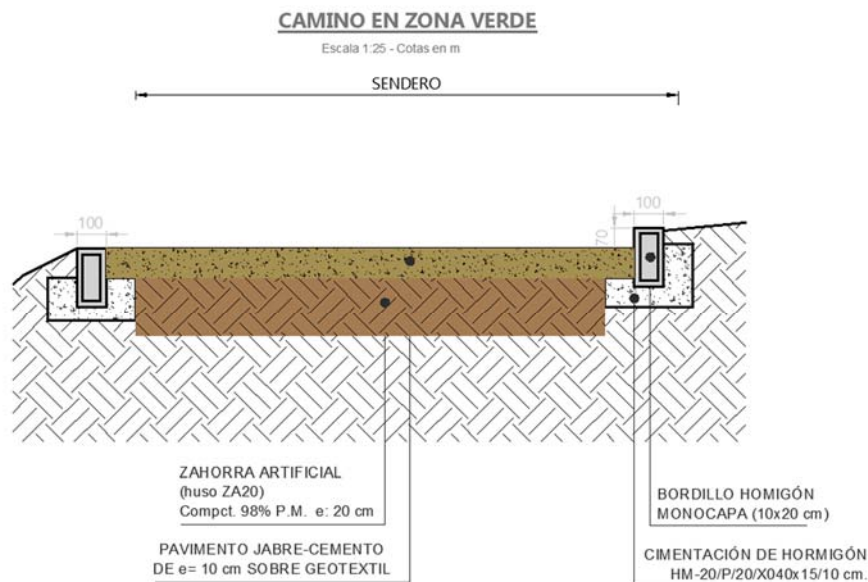 CAMINO EN ZONA VERDE
Escala 1:25 - Cotas en m
SENDERO
100
100
70
ZAHORRA ARTIFICIAL
(huso ZA20)
Compct. 98% P.M. e: 20 cm
BORDILLO HOMIGÓN
MONOCAPA (10x20 cm)
PAVIMENTO JABRE-CEMENTO
DE e= 10 cm SOBRE GEOTEXTIL
CIMENTACIÓN DE HORMIGÓN
HM-20/P/20/X040x15/10 cm.